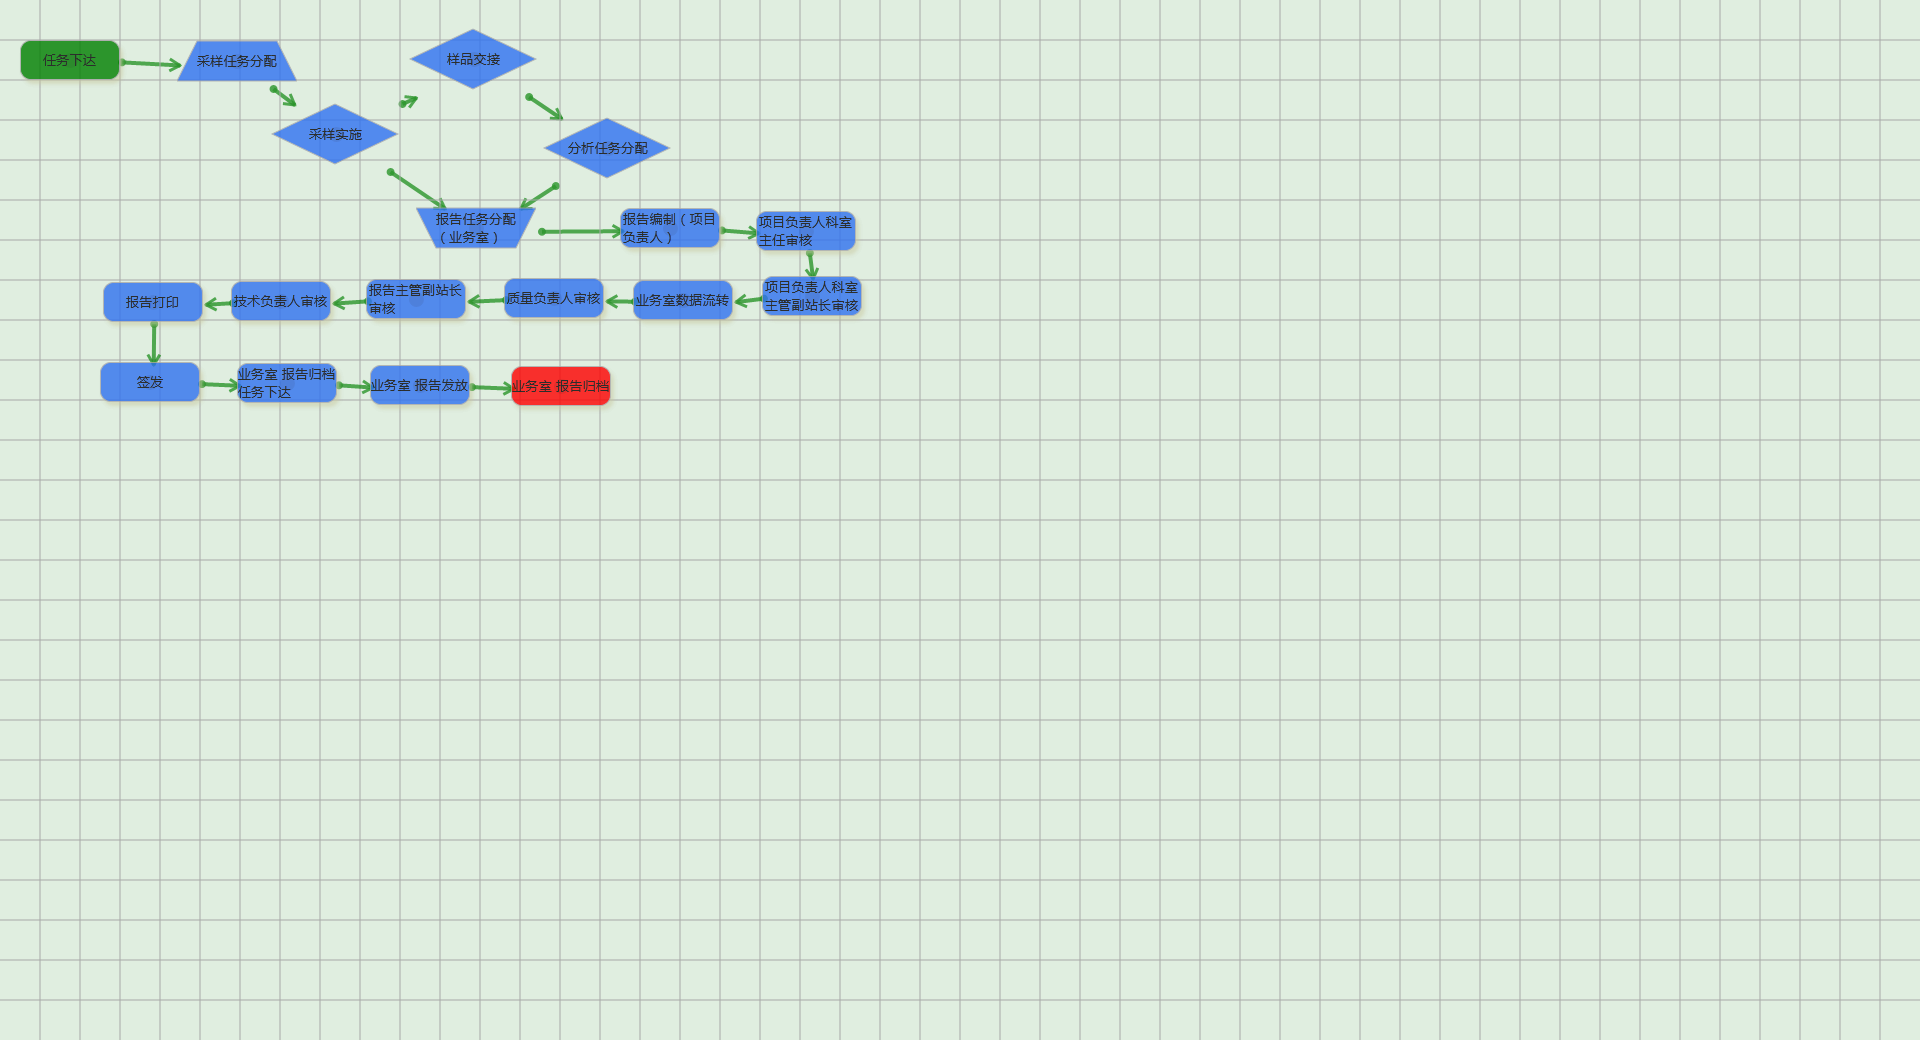 任务下达
采样任务分配
样品交接
采样实施
分析任务分配
报告任务分配
（业务室）
报告编制（项目
负责人）
项目负责人科室
主任审核
报告打印
技术负责人审核
报告主管副站长
审核
质量负责人审核
业务室数据流转
项目负责人科室
主管副站长审核
签发
业务室 报告归档
任务下达
业务室 报告发放
业务室 报告归档